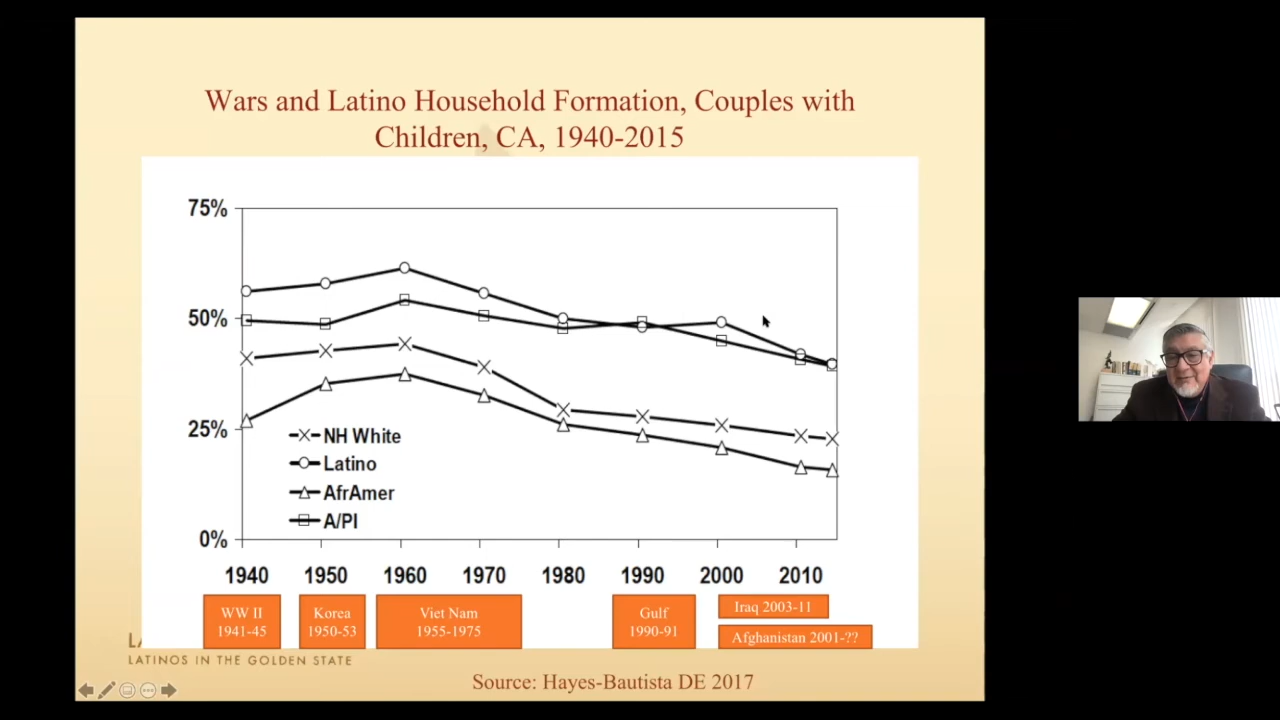 Wars and Latino Household Formation, Couples with
Children, CA, 1940-2015
75%
50%
25%
0%
NH White
Latino
AfrAmer
A/PI
1940 1950 1960 1970 1980 1990 2000 2010
WW II
1941-45
Korea
1950-53
Viet Nam
1955-1975
Gulf
1990-91
Iraq 2003-11
Afghanistan 2001-??
LATINOS IN THE GOLDEN STATE
Source: Hayes-Bautista DE 2017